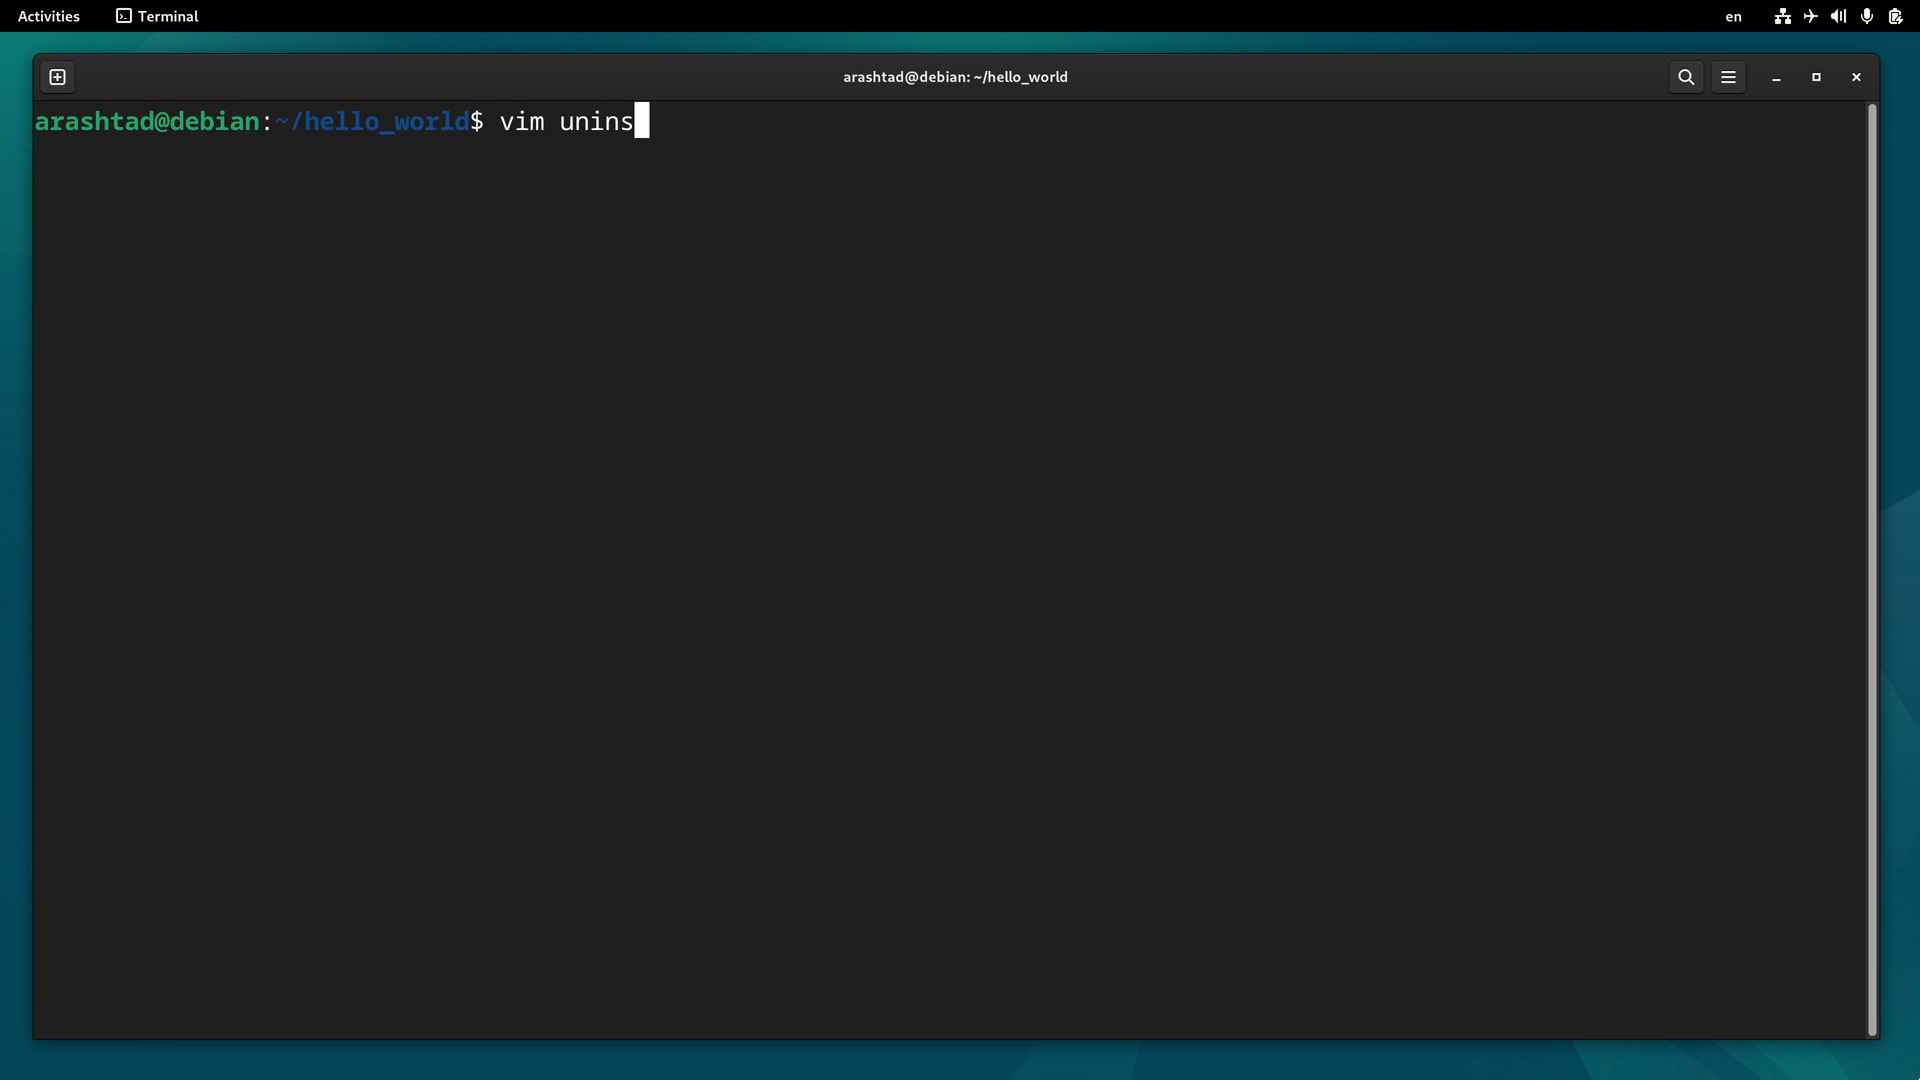 Activities Terminal en
arashtad@debian: ~/hello_world
arashtad@debian:~/hello_world$ vim unins